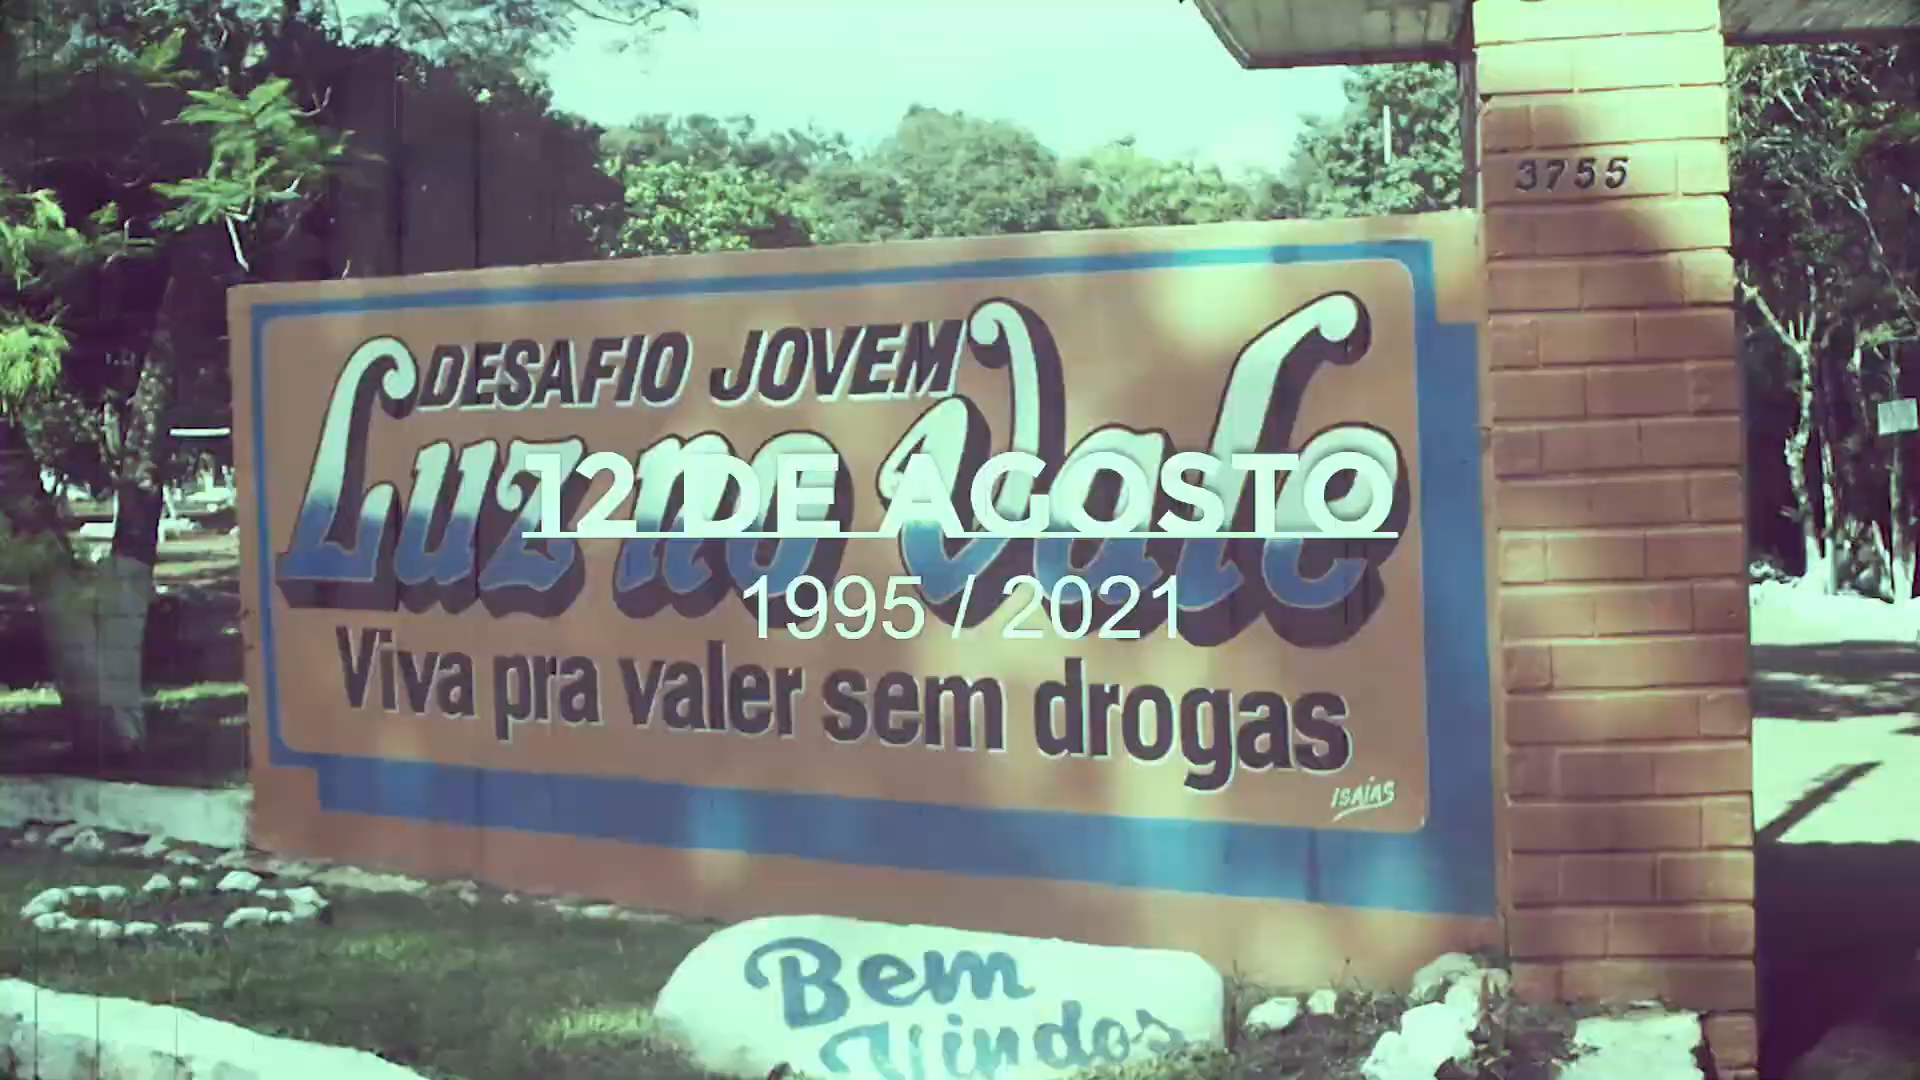 3755
DESAFIO JOVEM
Luz no Vale
12 DE AGOSTO
1995 / 2021
Viva pra valer sem drogas
ISAÍAS
Bem
Vindos